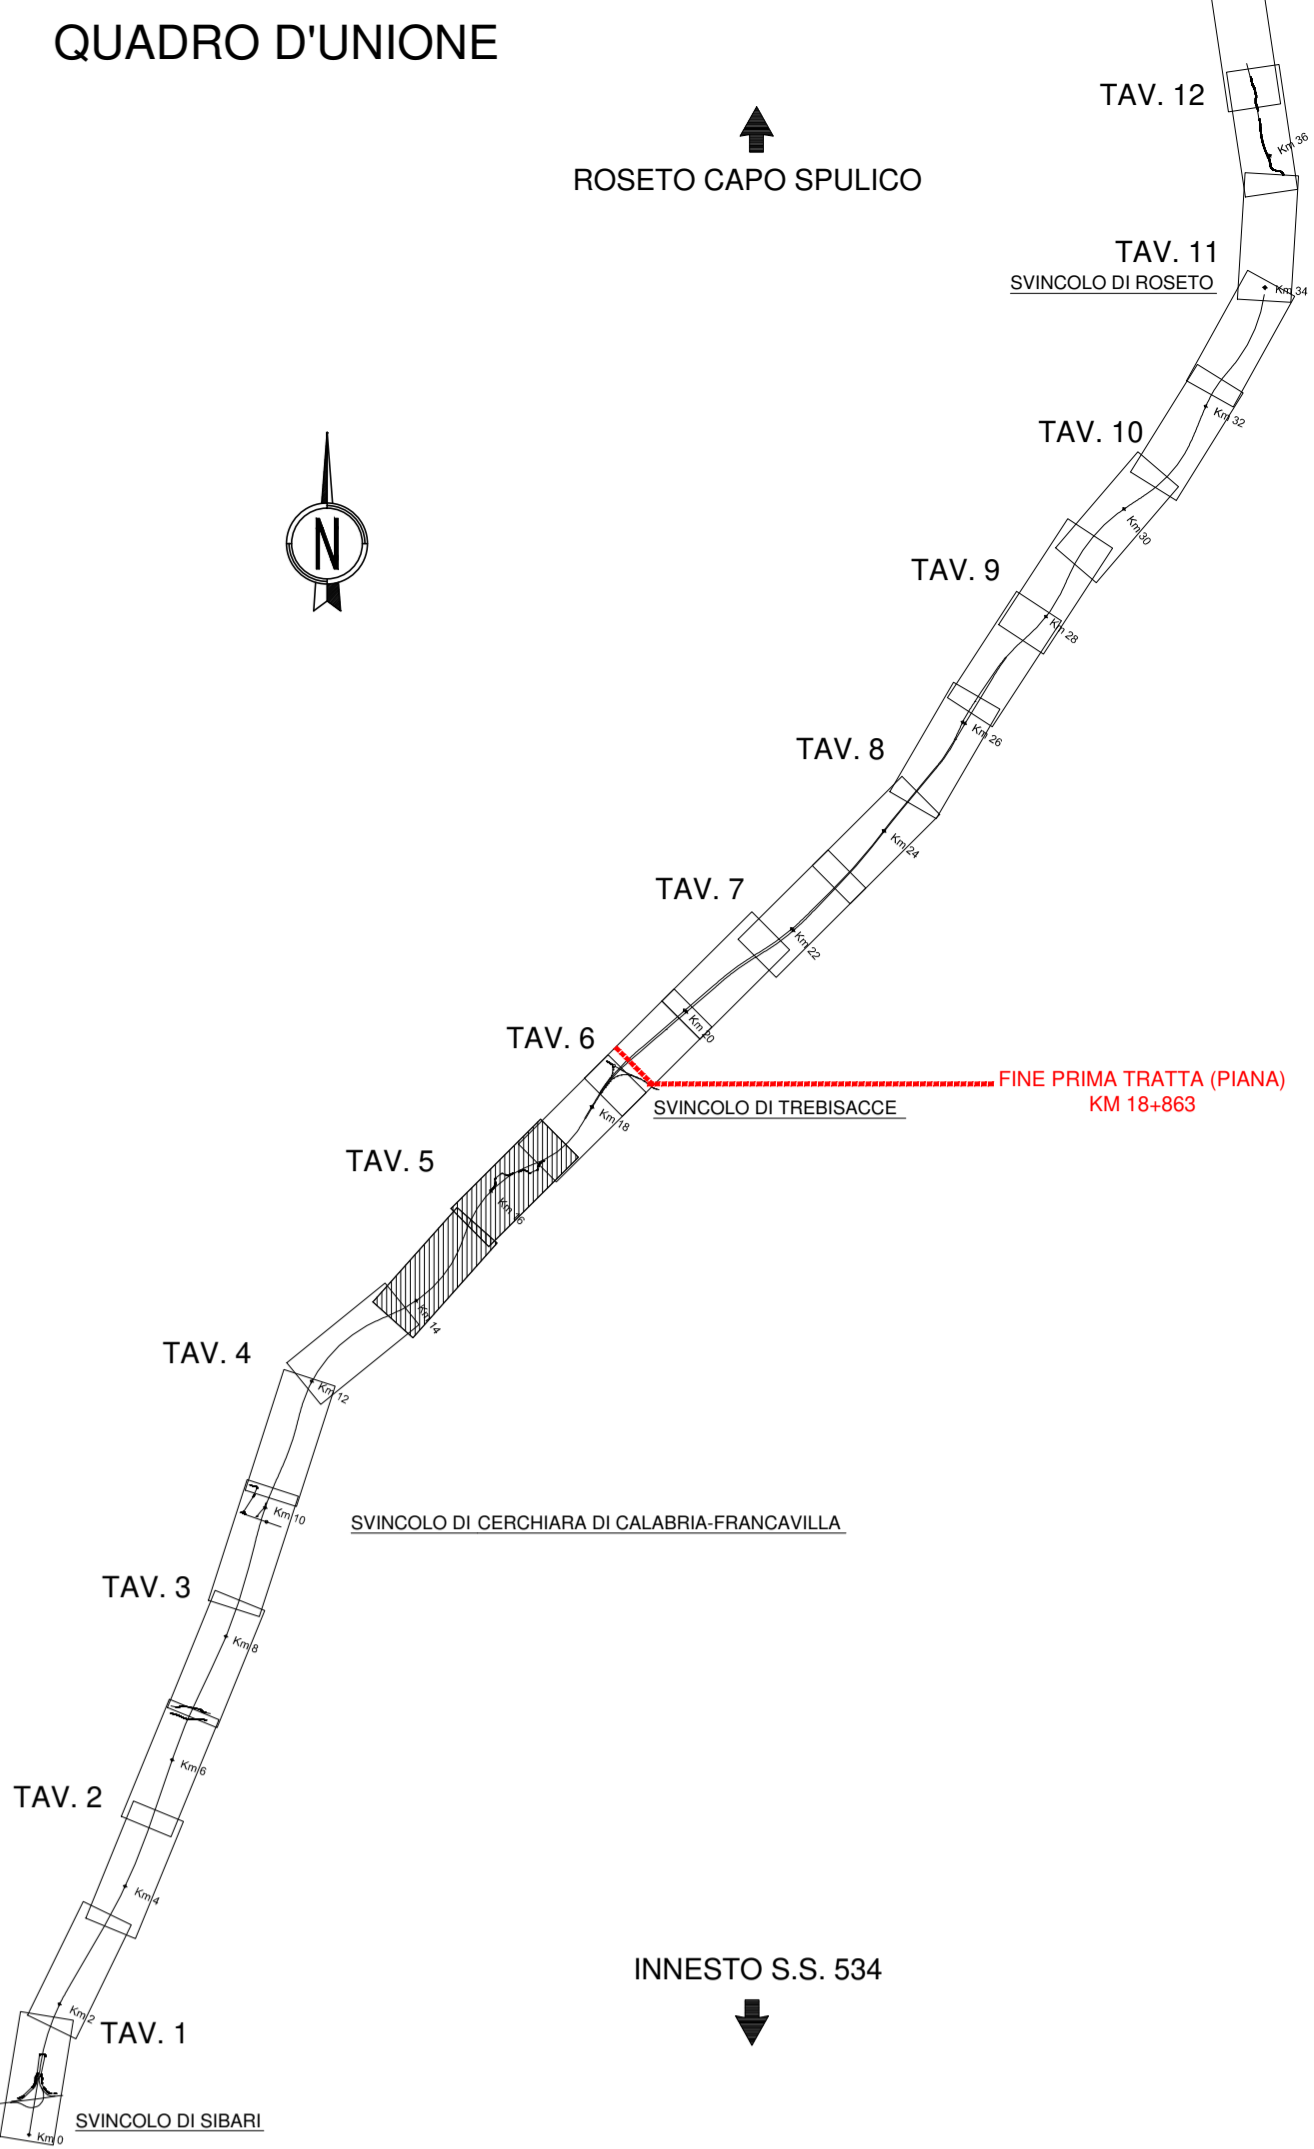 QUADRO D'UNIONE
TAV. 12
Km 36
ROSETO CAPO SPULICO
TAV. 11
SVINCOLO DI ROSETO
Km 34
Km 32
TAV. 10
Km 30
N
TAV. 9
Km 28
Km 26
TAV. 8
Km 24
TAV. 7
Km 22
Km 20
TAV. 6
FINE PRIMA TRATTA (PIANA)
KM 18+863
SVINCOLO DI TREBISACCE
Km 18
TAV. 5
Km 16
Km 14
TAV. 4
Km 12
Km 10
SVINCOLO DI CERCHIARA DI CALABRIA-FRANCAVILLA
TAV. 3
Km 8
Km 6
TAV. 2
Km 4
INNESTO S.S. 534
Km 2
TAV. 1
SVINCOLO DI SIBARI
Km 0